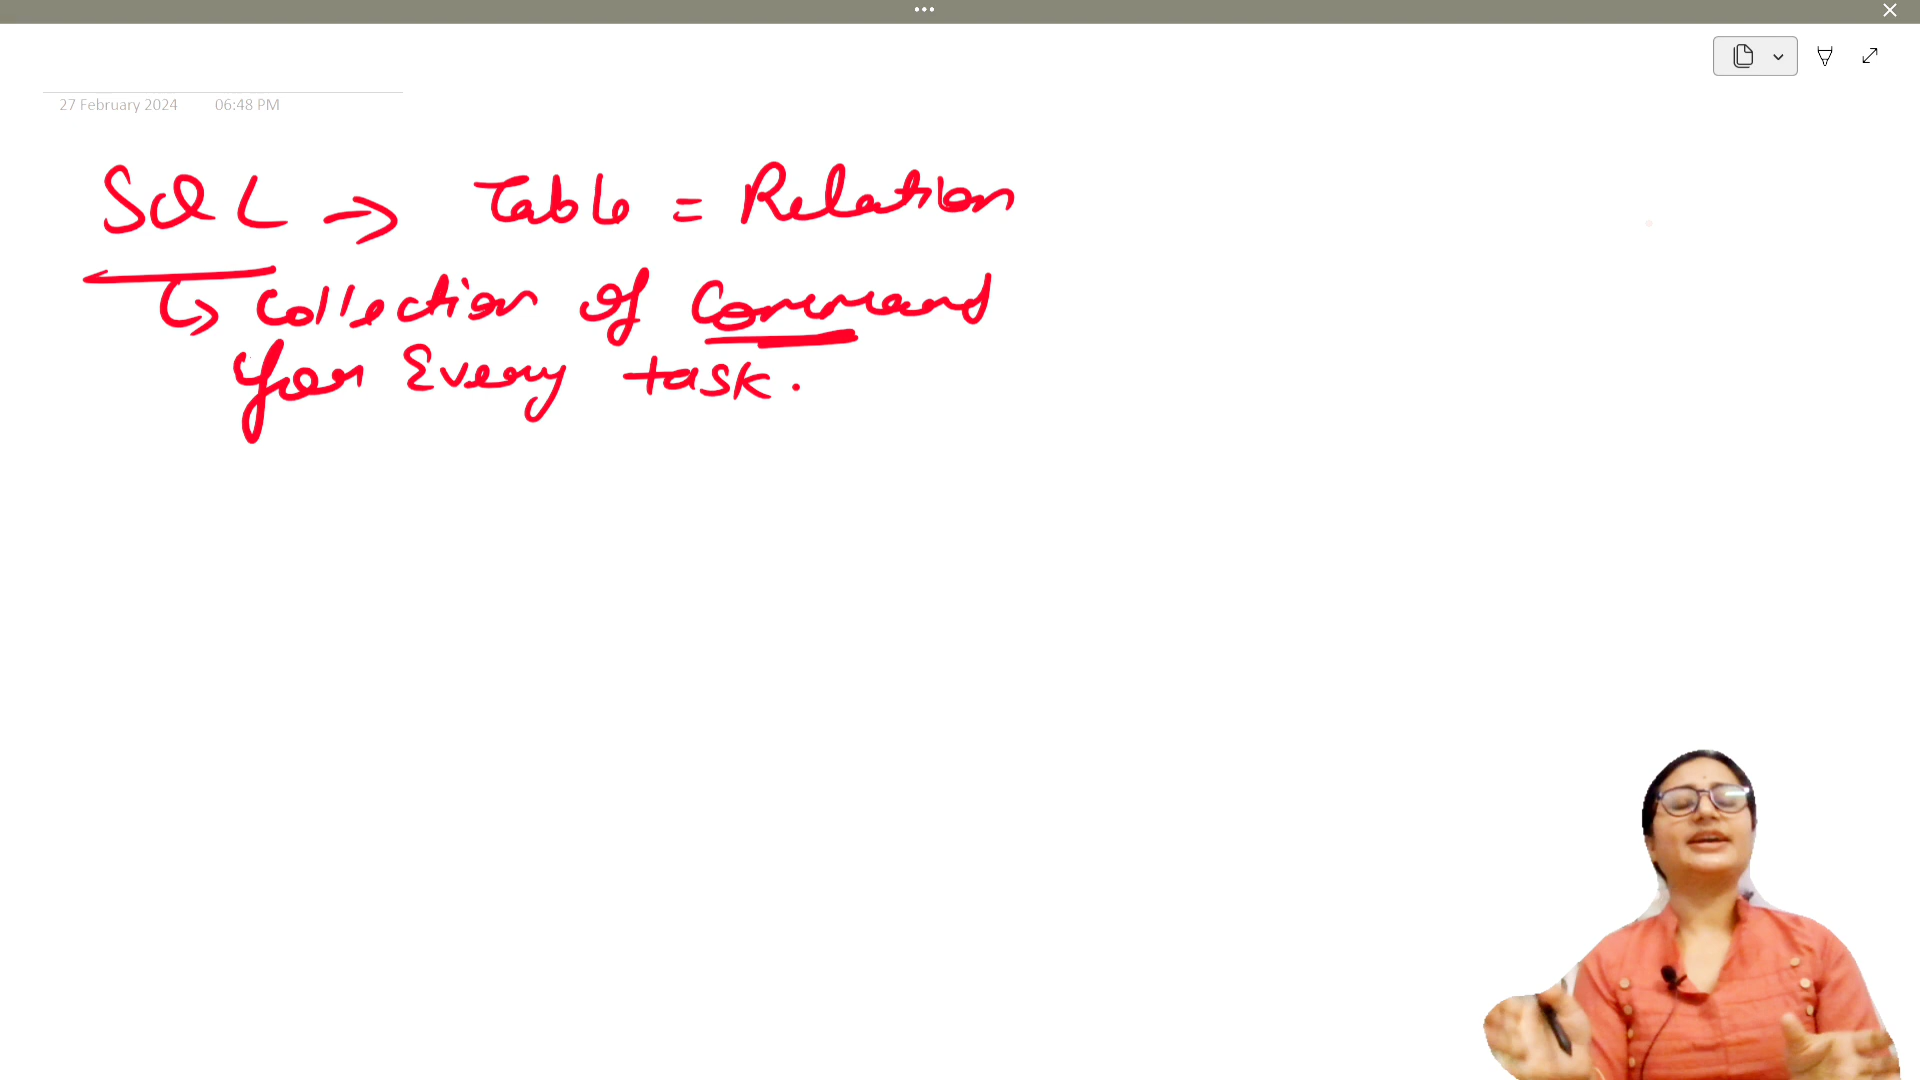 27 February 2024 06:48 PM
SQL → Table = Relation
↳ Collection of Command
for Every task.